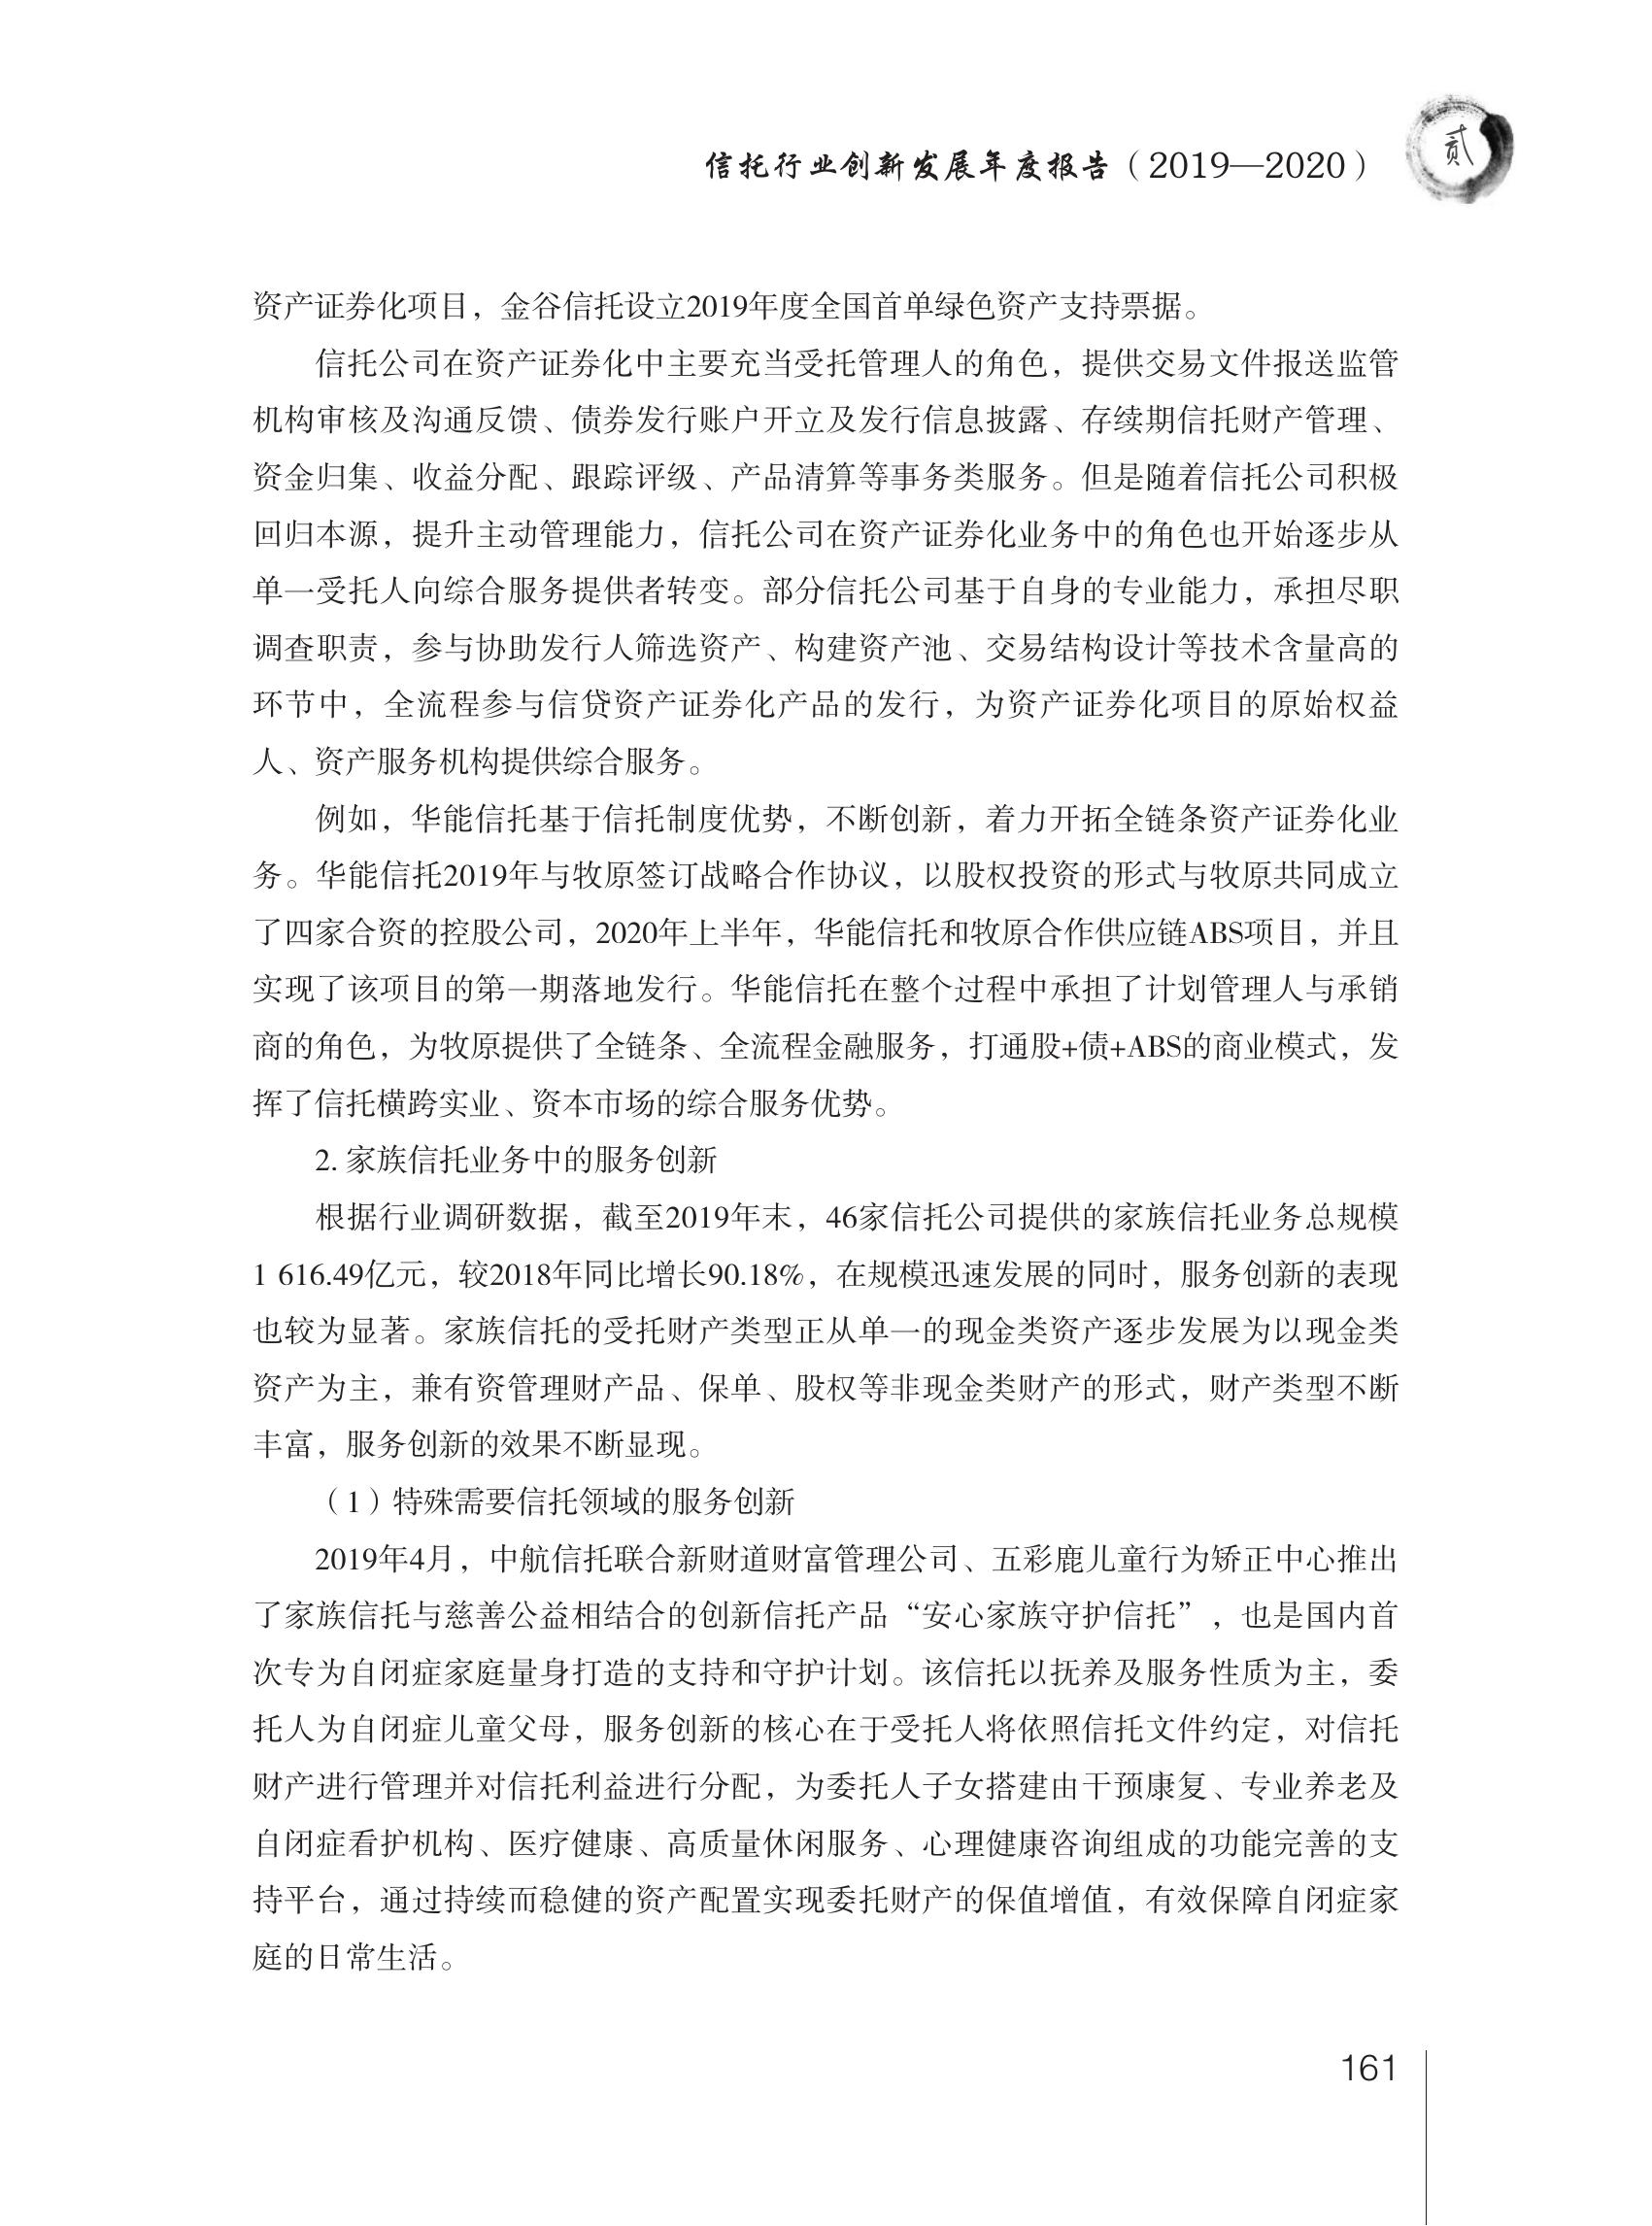 信托行业创新发展年度报告（2019—2020）
贰
资产证券化项目，金谷信托设立2019年度全国首单绿色资产支持票据。
信托公司在资产证券化中主要充当受托管理人的角色，提供交易文件报送监管
机构审核及沟通反馈、债券发行账户开立及发行信息披露、存续期信托财产管理、
资金归集、收益分配、跟踪评级、产品清算等事务类服务。但是随着信托公司积极
回归本源，提升主动管理能力，信托公司在资产证券化业务中的角色也开始逐步从
单一受托人向综合服务提供者转变。部分信托公司基于自身的专业能力，承担尽职
调查职责，参与协助发行人筛选资产、构建资产池、交易结构设计等技术含量高的
环节中，全流程参与信贷资产证券化产品的发行，为资产证券化项目的原始权益
人、资产服务机构提供综合服务。
例如，华能信托基于信托制度优势，不断创新，着力开拓全链条资产证券化业
务。华能信托2019年与牧原签订战略合作协议，以股权投资的形式与牧原共同成立
了四家合资的控股公司，2020年上半年，华能信托和牧原合作供应链ABS项目，并且
实现了该项目的第一期落地发行。华能信托在整个过程中承担了计划管理人与承销
商的角色，为牧原提供了全链条、全流程金融服务，打通股+债+ABS的商业模式，发
挥了信托横跨实业、资本市场的综合服务优势。
2. 家族信托业务中的服务创新
根据行业调研数据，截至2019年末，46家信托公司提供的家族信托业务总规模
1 616.49亿元，较2018年同比增长90.18%，在规模迅速发展的同时，服务创新的表现
也较为显著。家族信托的受托财产类型正从单一的现金类资产逐步发展为以现金类
资产为主，兼有资管理财产品、保单、股权等非现金类财产的形式，财产类型不断
丰富，服务创新的效果不断显现。
（1）特殊需要信托领域的服务创新
2019年4月，中航信托联合新财道财富管理公司、五彩鹿儿童行为矫正中心推出
了家族信托与慈善公益相结合的创新信托产品“安心家族守护信托”，也是国内首
次专为自闭症家庭量身打造的支持和守护计划。该信托以抚养及服务性质为主，委
托人为自闭症儿童父母，服务创新的核心在于受托人将依照信托文件约定，对信托
财产进行管理并对信托利益进行分配，为委托人子女搭建由干预康复、专业养老及
自闭症看护机构、医疗健康、高质量休闲服务、心理健康咨询组成的功能完善的支
持平台，通过持续而稳健的资产配置实现委托财产的保值增值，有效保障自闭症家
庭的日常生活。
161